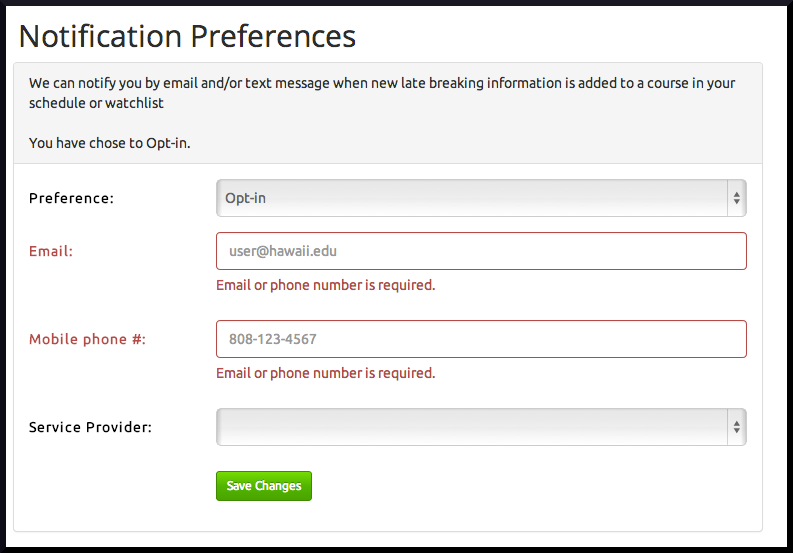 Notification Preferences
We can notify you by email and/or text message when new late breaking information is added to a course in your
schedule or watchlist
You have chose to Opt-in.
Preference:
Opt-in
Email:
user@hawaii.edu
Email or phone number is required.
Mobile phone #:
808-123-4567
Email or phone number is required.
Service Provider:
Save Changes